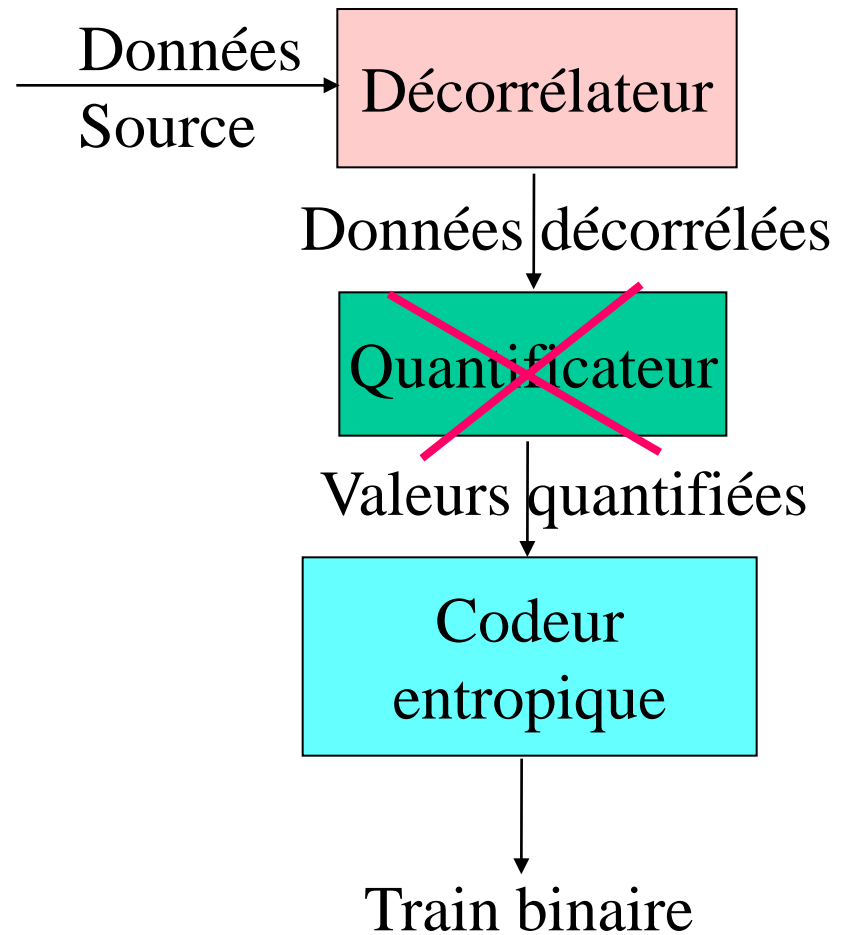 Données
Source
Décorrélateur
Données décorrélées
Quantificateur
Valeurs quantifiées
Codeur
entropique
Train binaire